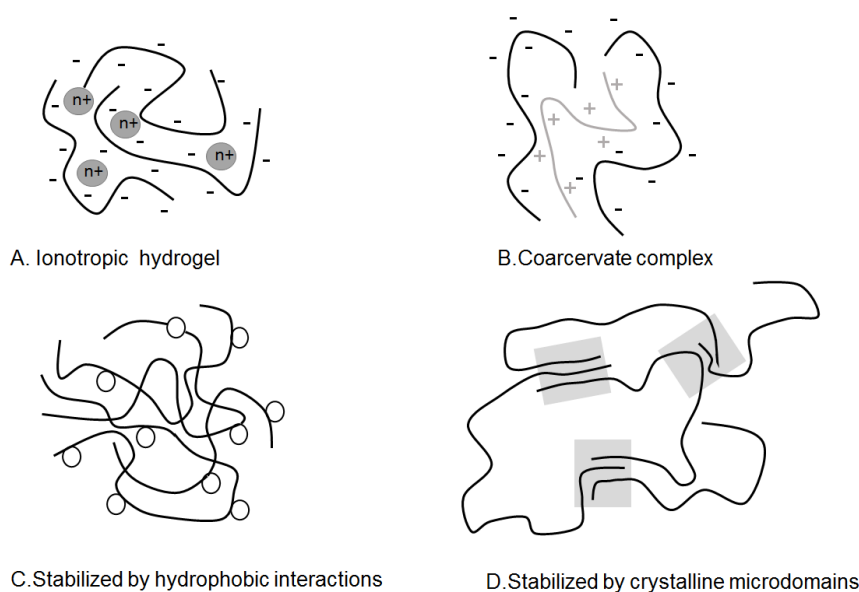 n+
n+
n+
n+
A. Ionotropic hydrogel
+
+
+
+
+
+
B.Coarcervate complex
C.Stabilized by hydrophobic interactions
D.Stabilized by crystalline microdomains